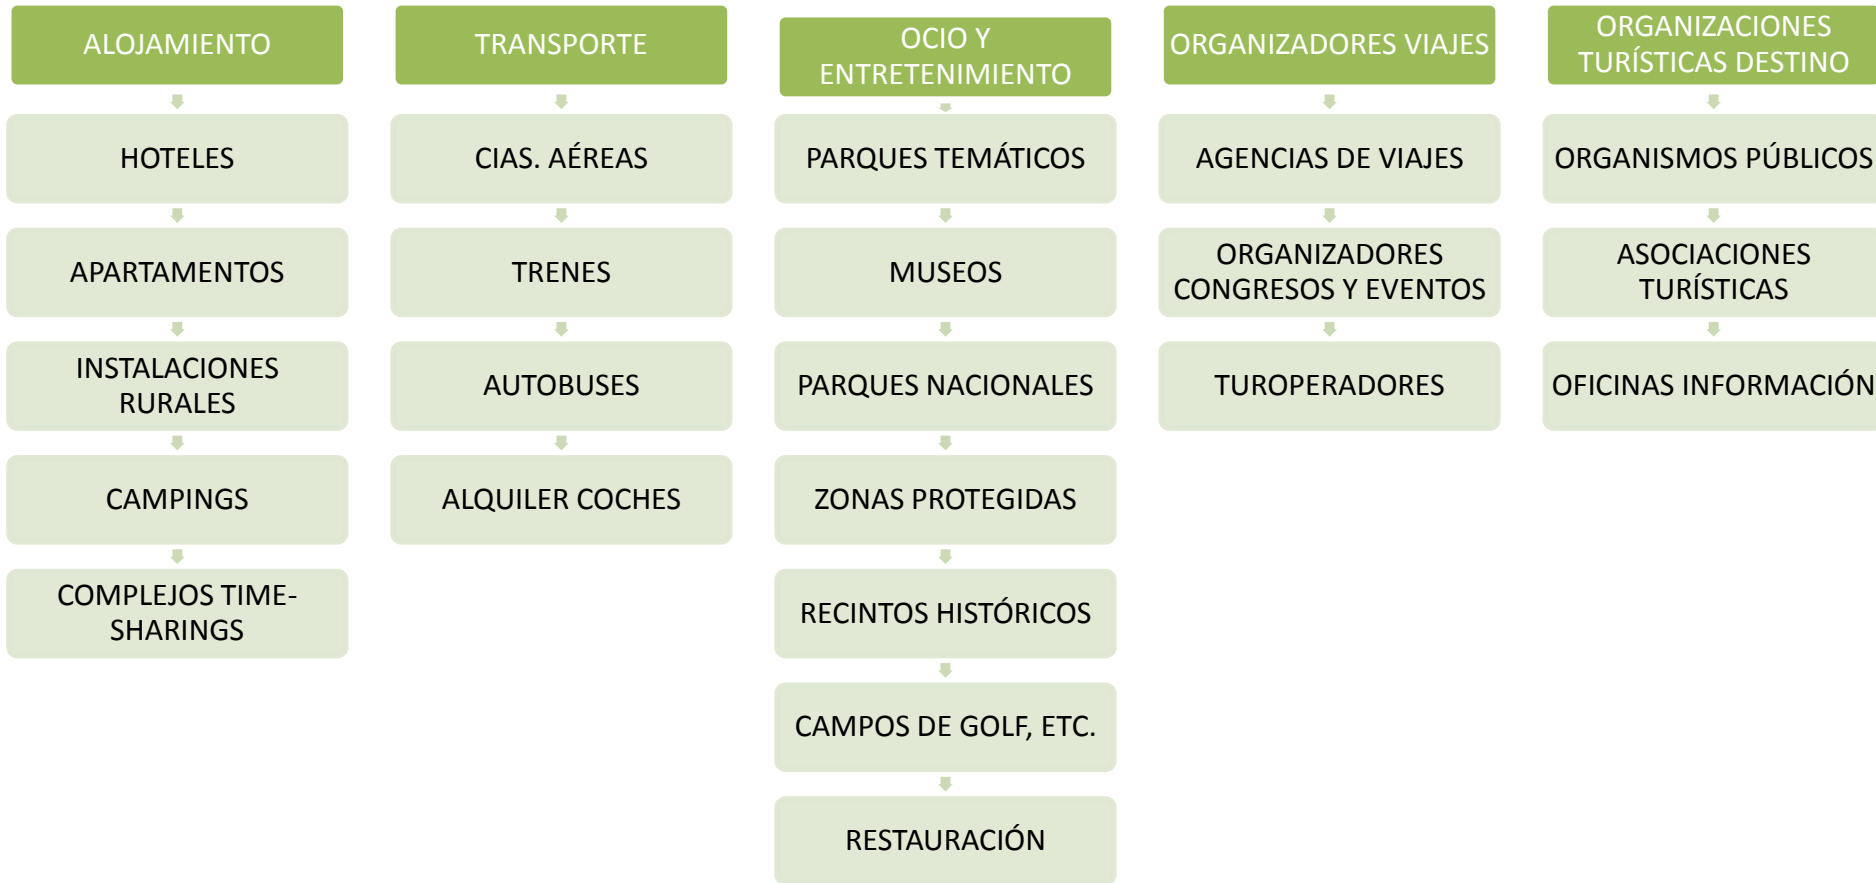 ALOJAMIENTO
HOTELES
APARTAMENTOS
INSTALACIONES
RURALES
CAMPINGS
COMPLEJOS TIME-
SHARINGS
TRANSPORTE
CIAS. AÉREAS
TRENES
AUTOBUSES
ALQUILER COCHES
OCIO Y
ENTRETENIMIENTO
PARQUES TEMÁTICOS
MUSEOS
PARQUES NACIONALES
ZONAS PROTEGIDAS
RECINTOS HISTÓRICOS
CAMPOS DE GOLF, ETC.
RESTAURACIÓN
ORGANIZADORES VIAJES
AGENCIAS DE VIAJES
ORGANIZADORES
CONGRESOS Y EVENTOS
TUROPERADORES
ORGANIZACIONES
TURÍSTICAS DESTINO
ORGANISMOS PÚBLICOS
ASOCIACIONES
TURÍSTICAS
OFICINAS INFORMACIÓN